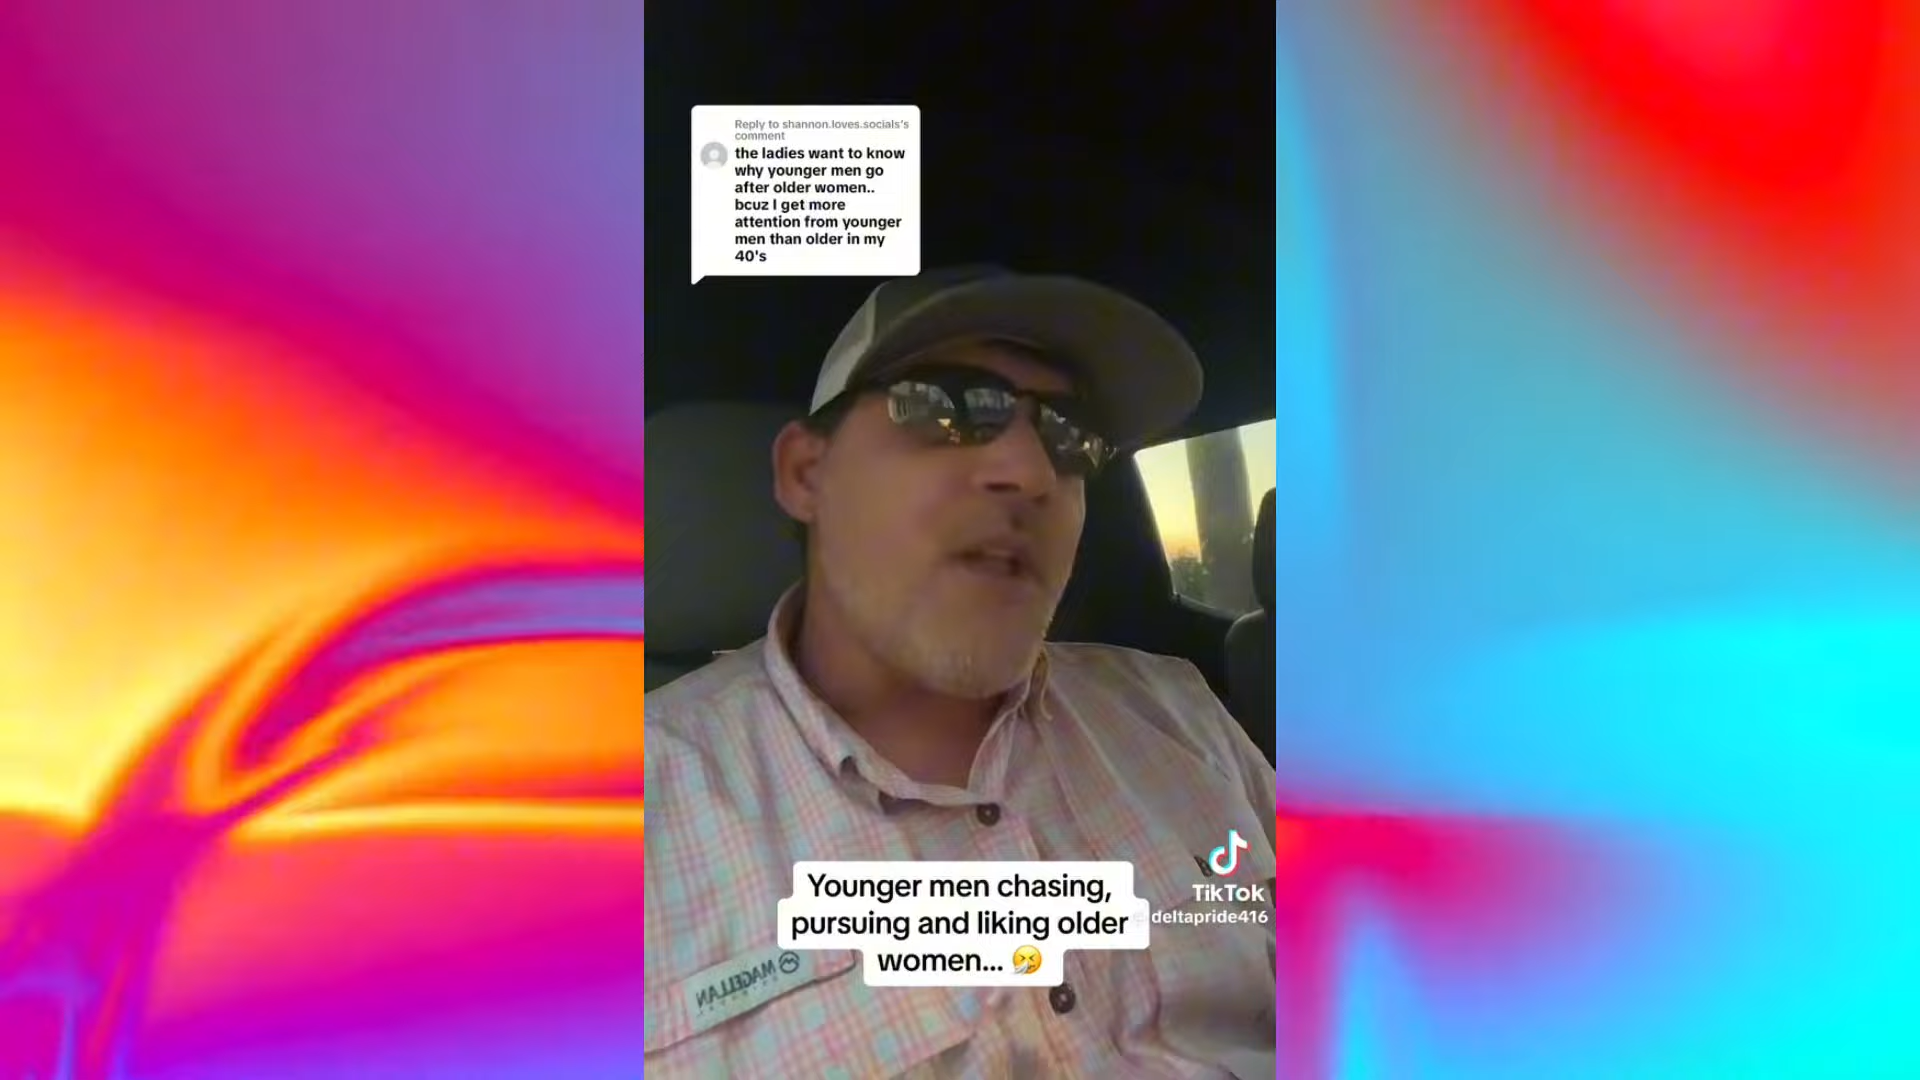 Reply to shannon.loves.socials's
comment
the ladies want to know
why younger men go
after older women..
bcuz I get more
attention from younger
men than older in my
40's
TikTok
Younger men chasing,
pursuing and liking older
women... 🤧
deltapride416
MAGELLAN